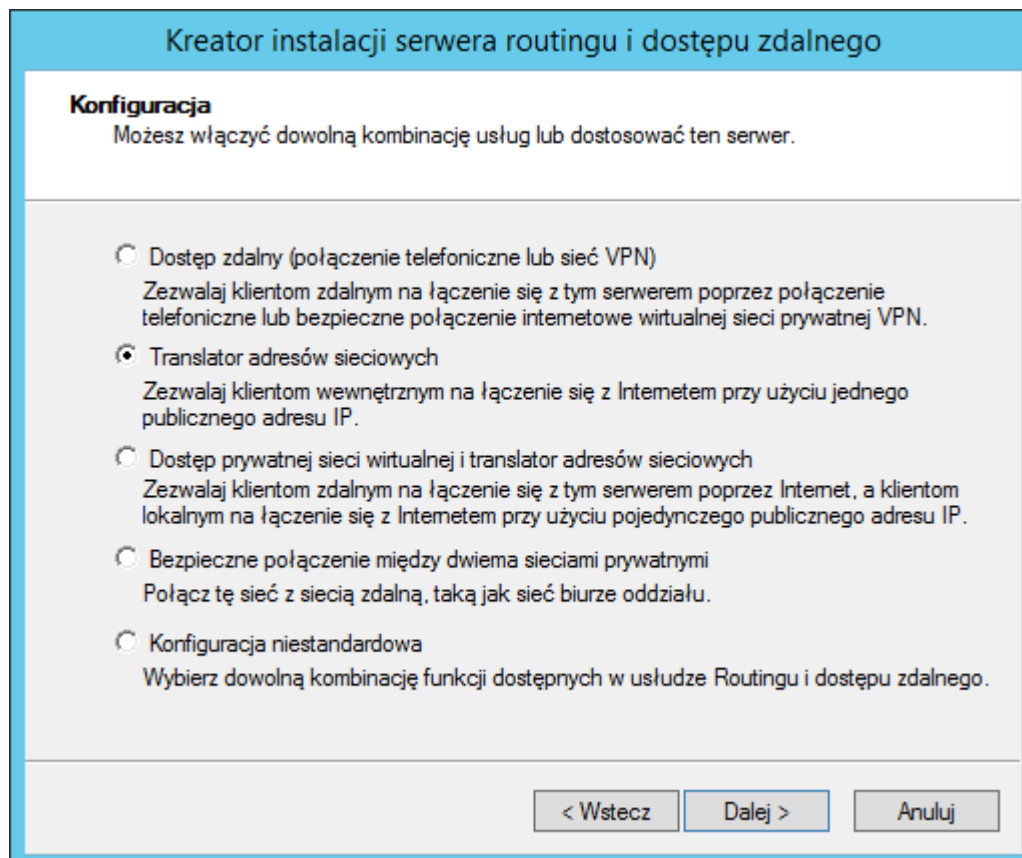 Kreator instalacji serwera routingu i dostępu zdalnego
Konfiguracja
Możesz włączyć dowolną kombinację usług lub dostosować ten serwer.
Dostęp zdalny (połączenie telefoniczne lub sieć VPN)
Zezwalaj klientom zdalnym na łączenie się z tym serwerem poprzez połączenie
telefoniczne lub bezpieczne połączenie internetowe wirtualnej sieci prywatnej VPN.
Translator adresów sieciowych
Zezwalaj klientom wewnętrznym na łączenie się z Internetem przy użyciu jednego
publicznego adresu IP.
Dostęp prywatnej sieci wirtualnej i translator adresów sieciowych
Zezwalaj klientom zdalnym na łączenie się z tym serwerem poprzez Internet, a klientom
lokalnym na łączenie się z Internetem przy użyciu pojedynczego publicznego adresu IP.
Bezpieczne połączenie między dwiema sieciami prywatnymi
Połącz tę sieć z siecią zdalną, taką jak sieć biurze oddziału.
Konfiguracja niestandardowa
Wybierz dowolną kombinację funkcji dostępnych w usłudze Routingu i dostępu zdalnego.
< Wstecz
Dalej >
Anuluj